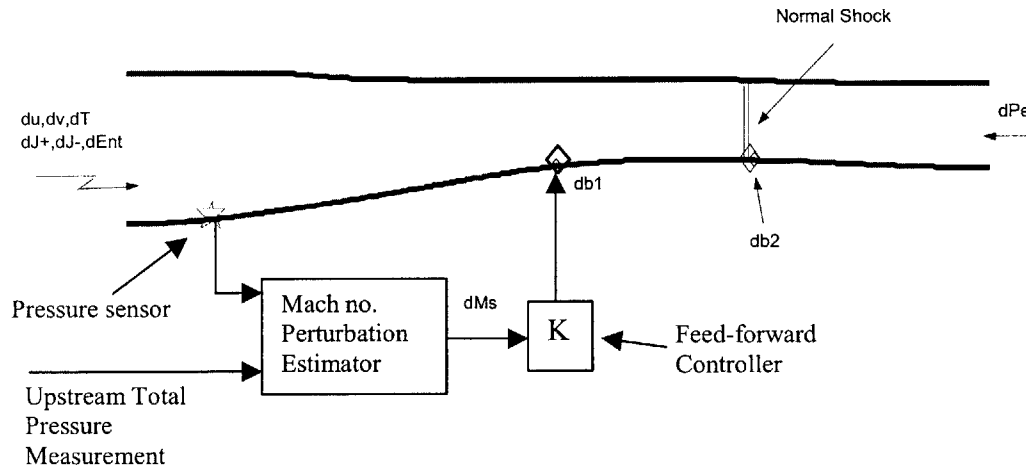 Normal Shock
du,dv,dT
dJ+,dJ-,dEnt
dPe
db1
db2
Pressure sensor
Mach no.
Perturbation
Estimator
dMs
K
Feed-forward
Controller
Upstream Total
Pressure
Measurement